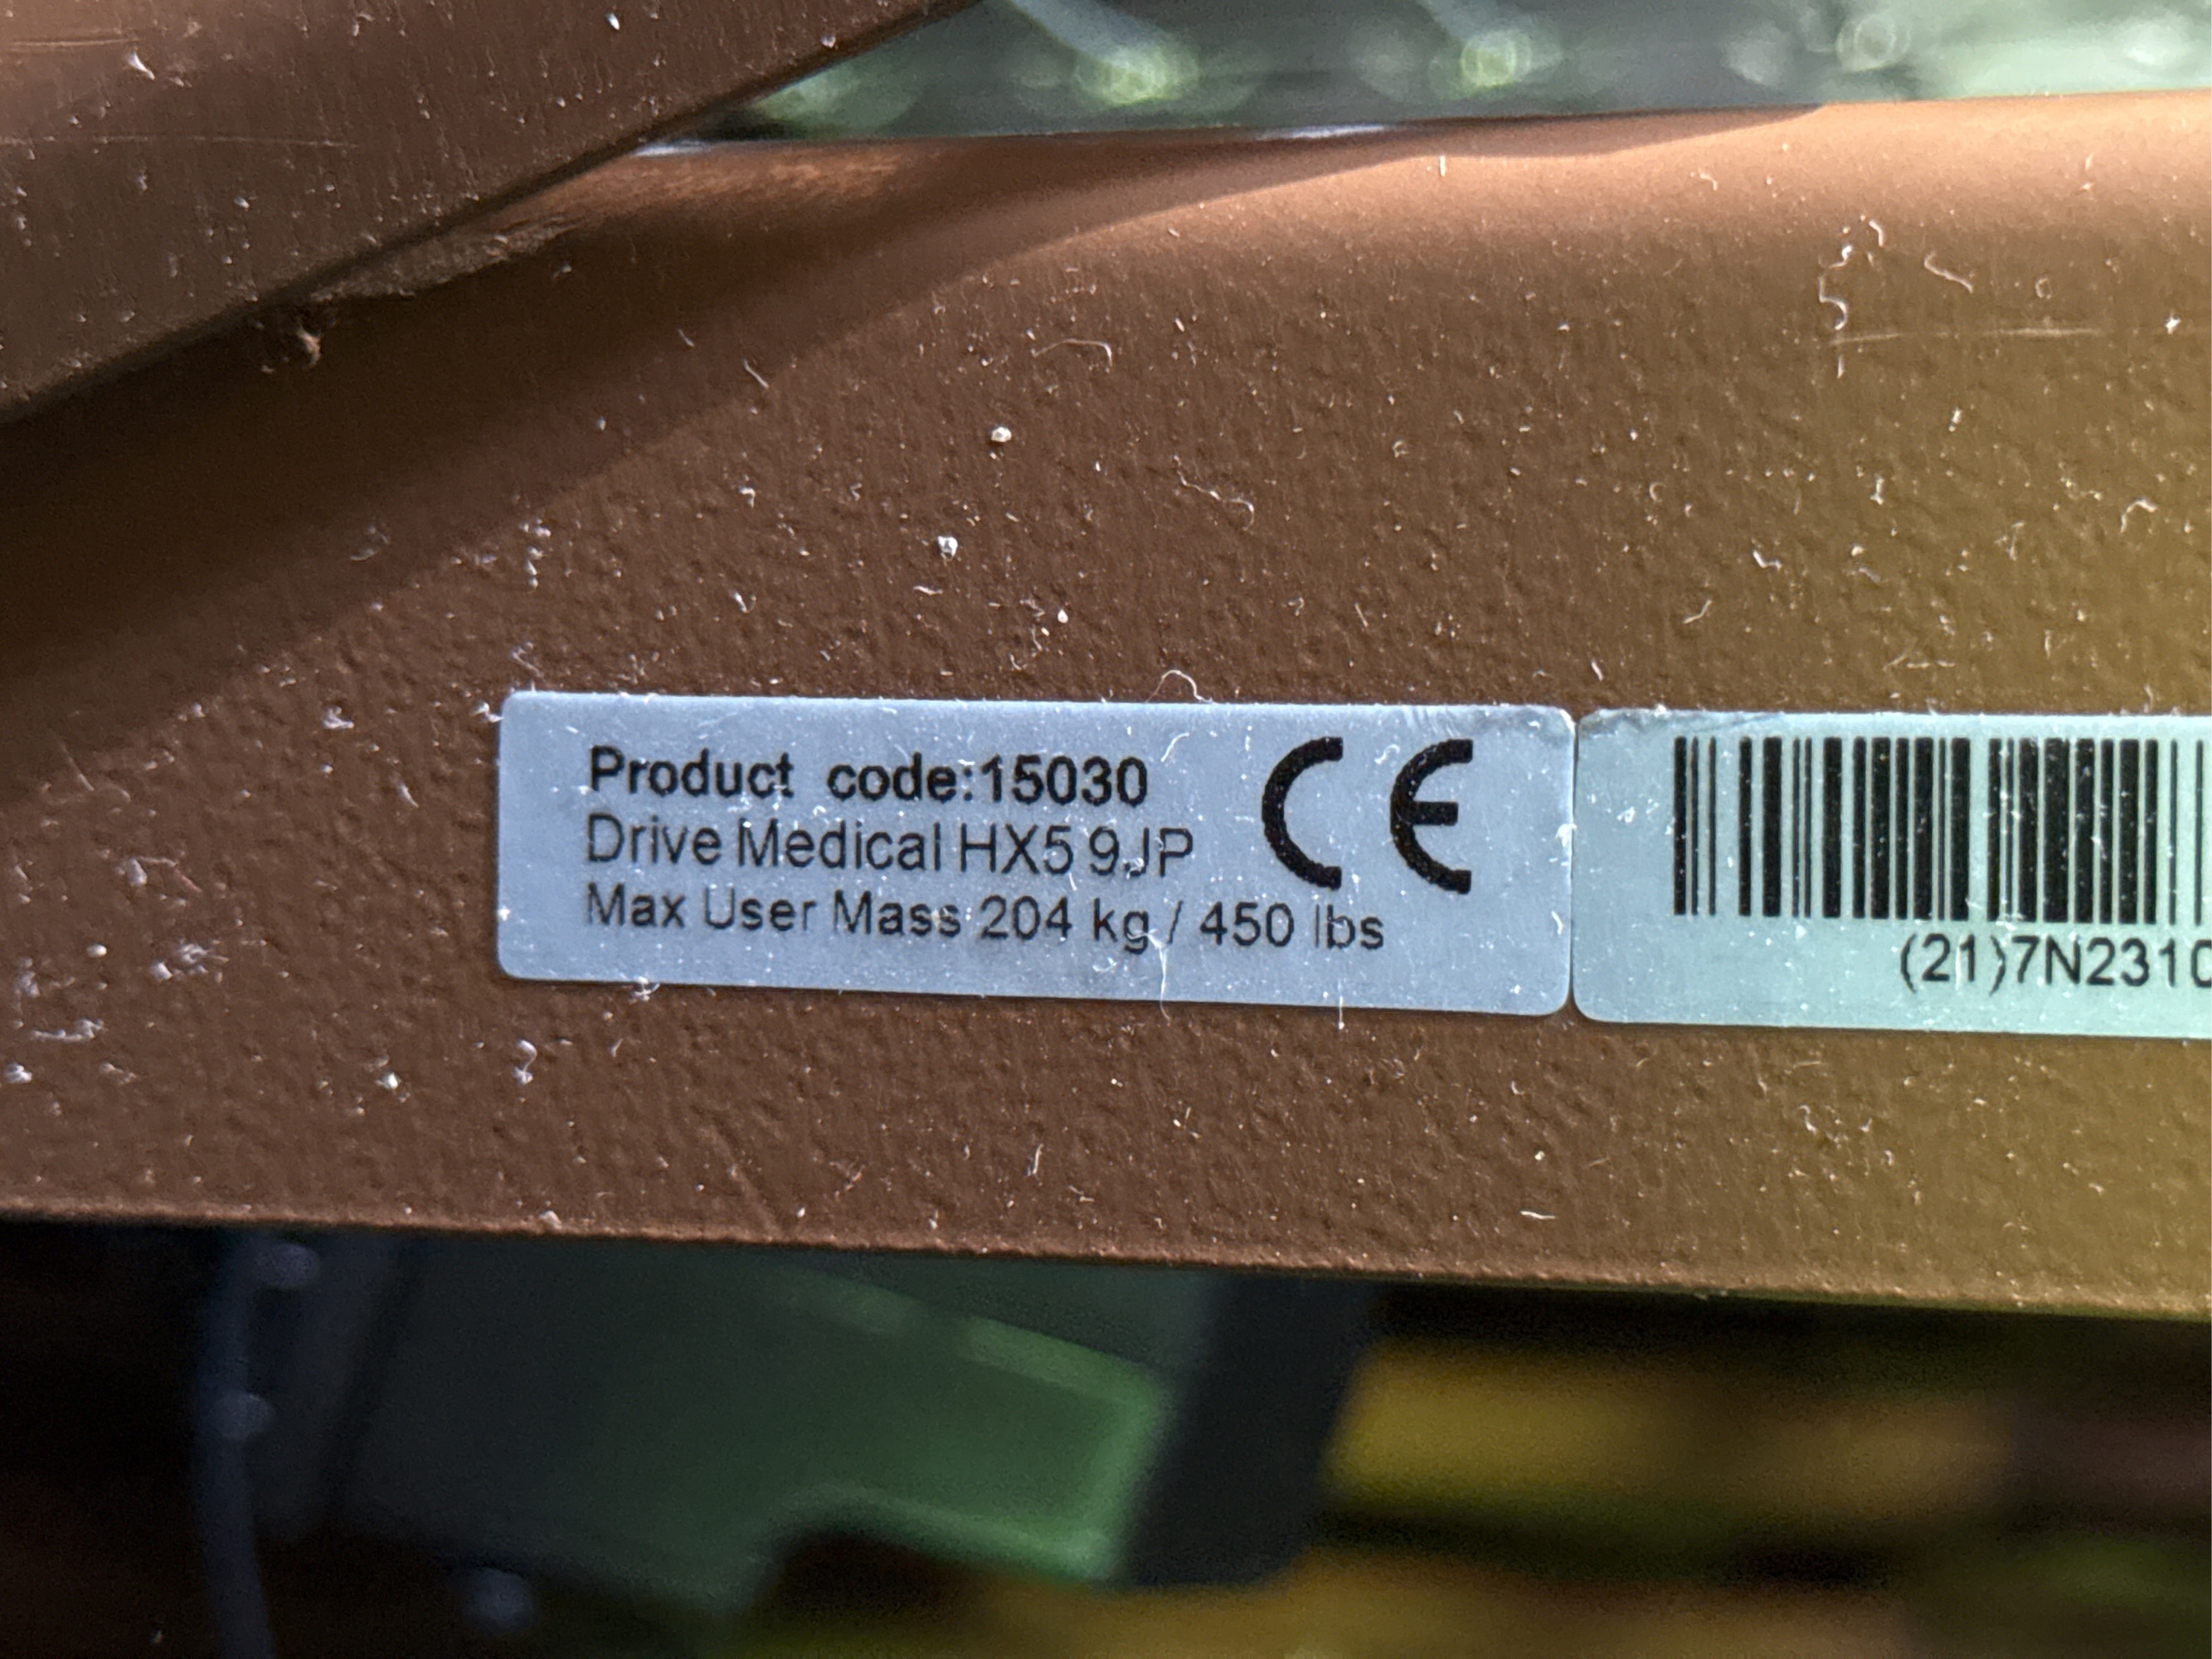 Product code:15030
Drive Medical HX5 9JP
Max User Mass 204 kg / 450 lbs
CE
(21)7N231